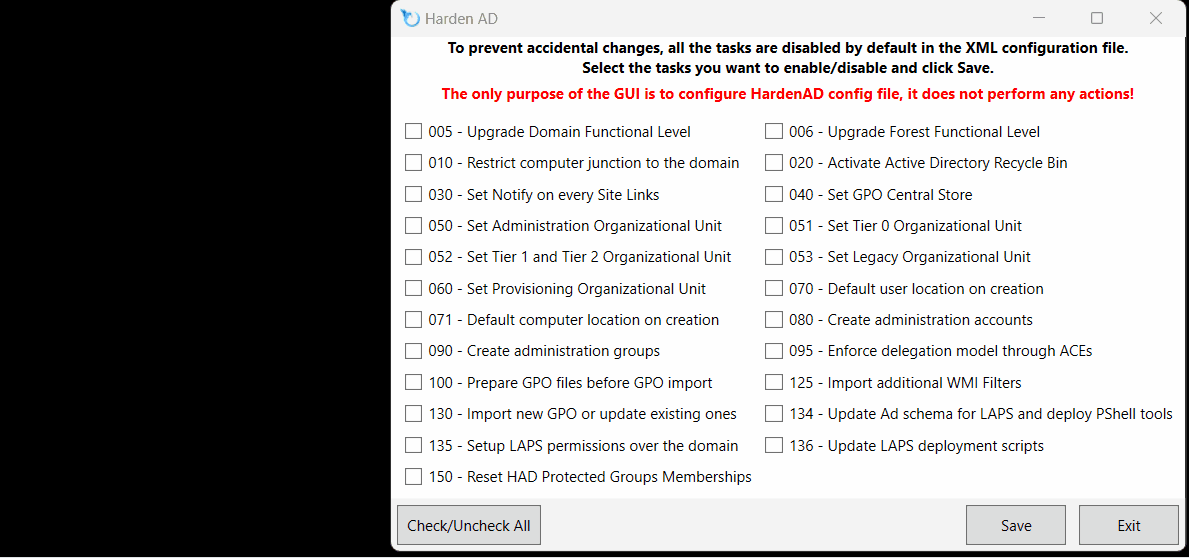 Harden AD
To prevent accidental changes, all the tasks are disabled by default in the XML configuration file.
Select the tasks you want to enable/disable and click Save.
The only purpose of the GUI is to configure HardenAD config file, it does not perform any actions!
005 - Upgrade Domain Functional Level
006 - Upgrade Forest Functional Level
010 - Restrict computer junction to the domain
020 - Activate Active Directory Recycle Bin
030 - Set Notify on every Site Links
040 - Set GPO Central Store
050 - Set Administration Organizational Unit
051 - Set Tier 0 Organizational Unit
052 - Set Tier 1 and Tier 2 Organizational Unit
053 - Set Legacy Organizational Unit
060 - Set Provisioning Organizational Unit
070 - Default user location on creation
071 - Default computer location on creation
080 - Create administration accounts
090 - Create administration groups
095 - Enforce delegation model through ACEs
100 - Prepare GPO files before GPO import
125 - Import additional WMI Filters
130 - Import new GPO or update existing ones
134 - Update Ad schema for LAPS and deploy PShell tools
135 - Setup LAPS permissions over the domain
136 - Update LAPS deployment scripts
150 - Reset HAD Protected Groups Memberships
Check/Uncheck All
Save
Exit